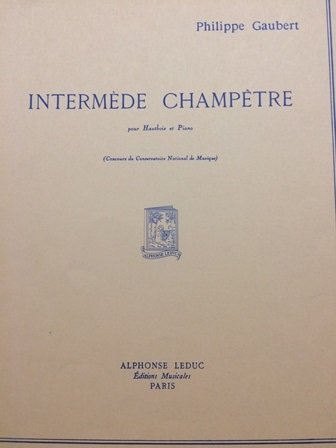 Philippe Gaubert
INTERMÈDE CHAMPÊTRE
pour Hautbois et Piano
(Concours du Conservatoire National de Musique)
ALPHONSE LEDUC
ALPHONSE LEDUC
Éditions Musicales
PARIS